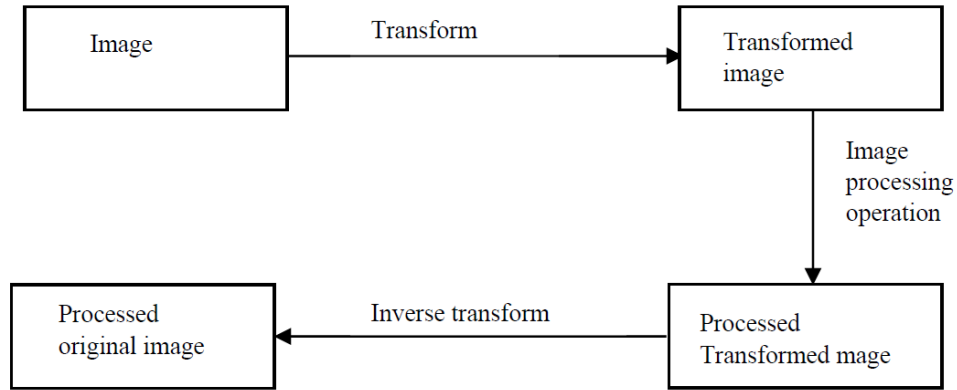 Image
Transform
Transformed
image
Image
processing
operation
Processed
Transformed mage
Inverse transform
Processed
original image